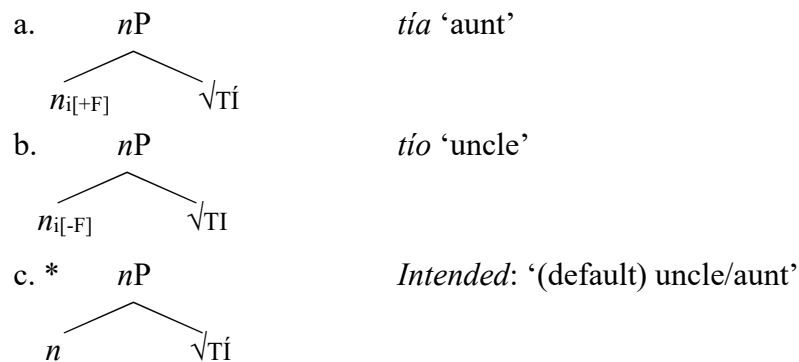 a. nP tía ‘aunt’
ni[+F] √TÍ
b. nP tío ‘uncle’
ni[-F] √TI
c. * nP Intended: ‘(default) uncle/aunt’
n √TÍ